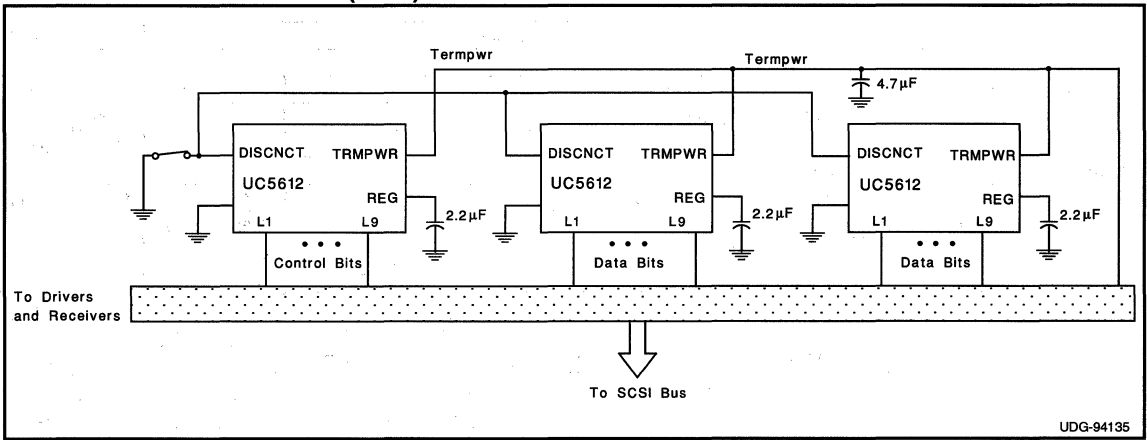 Termpwr
Termpwr
4.7µF
DISCNCT TRMPWR
UC5612
REG
L1 L9
2.2µF
• • •
Control Bits
DISCNCT TRMPWR
UC5612
REG
L1 L9
2.2µF
• • •
Data Bits
DISCNCT TRMPWR
UC5612
REG
L1 L9
2.2µF
• • •
Data Bits
To Drivers
and Receivers
To SCSI Bus
UDG-94135